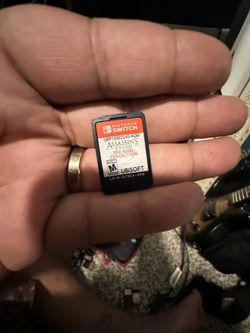 NINTENDO
SWITCH
ASSASSIN'S
CREED
THE REBEL
COLLECTION
M
UBISOFT